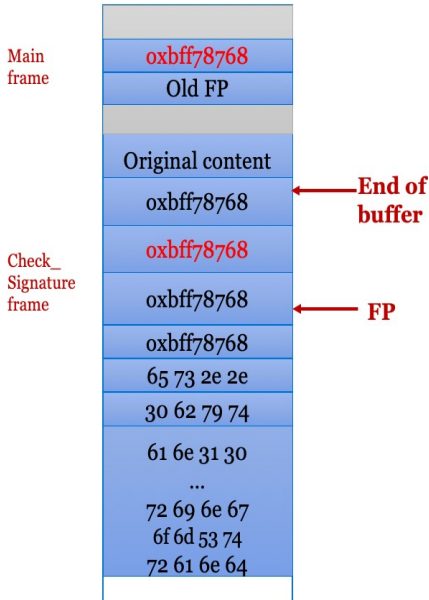 Main
frame
oxbff78768
Old FP
Original content
End of
buffer
oxbff78768
Check_
Signature
frame
oxbff78768
oxbff78768
FP
oxbff78768
65 73 2e 2e
30 62 79 74
61 6e 31 30
...
72 69 6e 67
6f 6d 53 74
72 61 6e 64